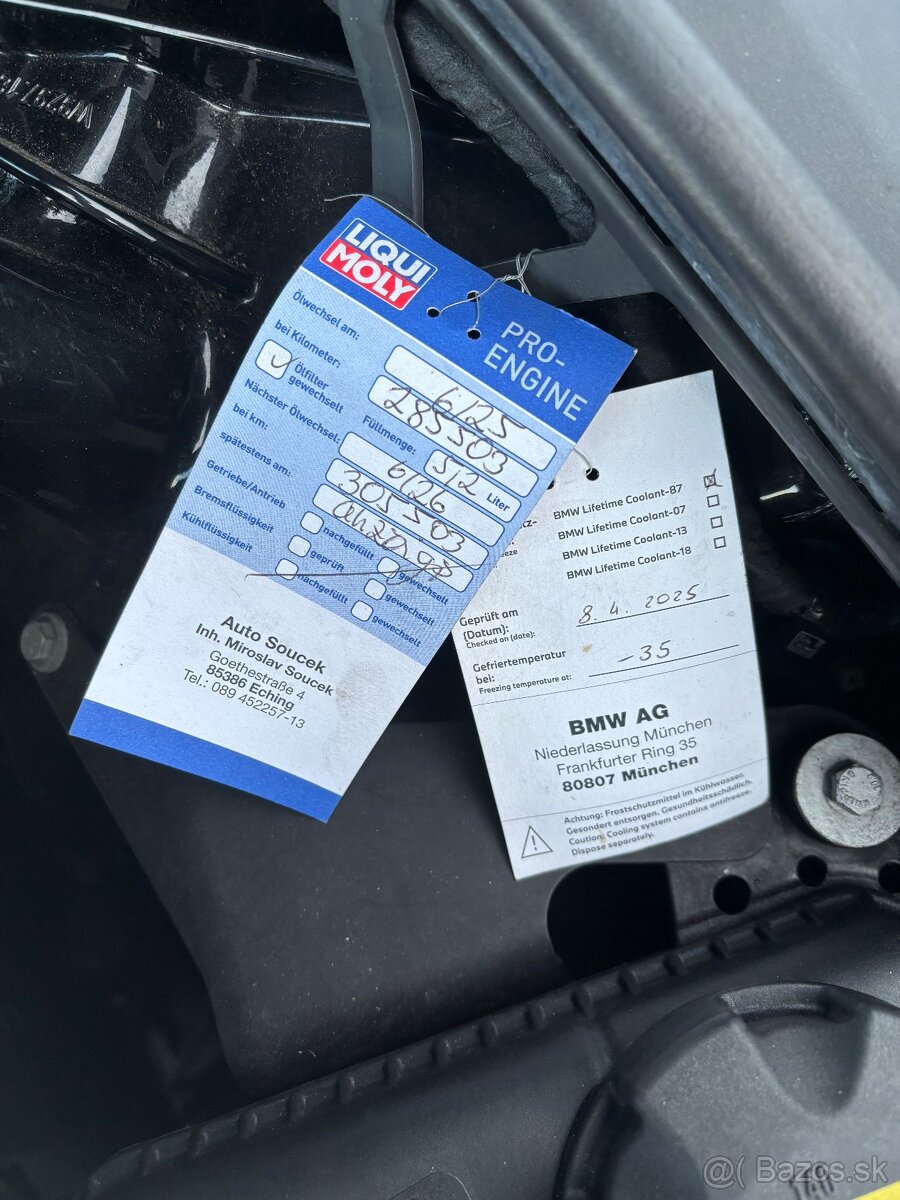 LIQUI
MOLY
PRO-
ENGINE
Ölwechsel am: 6/25
bei Kilometer: 285503
✓ Ölfilter gewechselt
Füllmenge: 5,2 Liter
Nächster Ölwechsel: 6/26
bei km: 305503
spätestens am:
Getriebe/Antrieb nachgefüllt gewechselt
Bremsflüssigkeit geprüft gewechselt
Kühlflüssigkeit nachgefüllt gewechselt
Auto Soucek
Inh. Miroslav Soucek
Goethestraße 4
85386 Eching
Tel.: 089 452257-13
BMW Lifetime Coolant-87
BMW Lifetime Coolant-07
BMW Lifetime Coolant-13
BMW Lifetime Coolant-18
Geprüft am
(Datum): 8.4.2025
Checked on (date):
Gefriertemperatur
bei: -35
Freezing temperature at:
BMW AG
Niederlassung München
Frankfurter Ring 35
80807 München
Achtung: Frostschutzmittel im Kühlwasser.
Gesondert entsorgen. Gesundheitsschädlich.
Caution: Cooling system contains antifreeze.
Dispose separately.
@( Bazos.sk